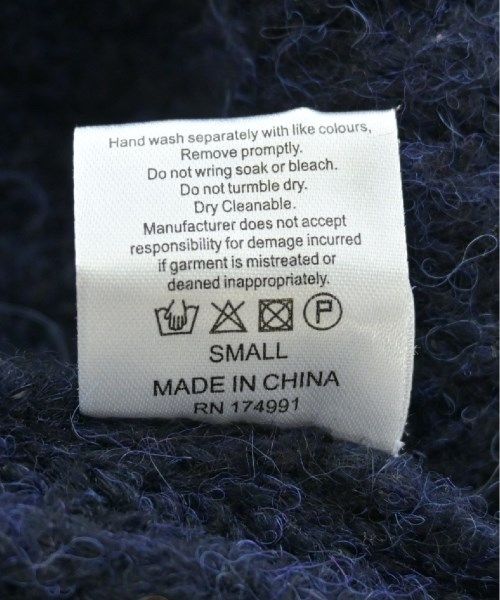 Hand wash separately with like colours,
Remove promptly.
Do not wring soak or bleach.
Do not turmble dry.
Dry Cleanable.
Manufacturer does not accept
responsibility for damage incurred
if garment is mistreated or
deaned inappropriately.
P
SMALL
MADE IN CHINA
RN 174991